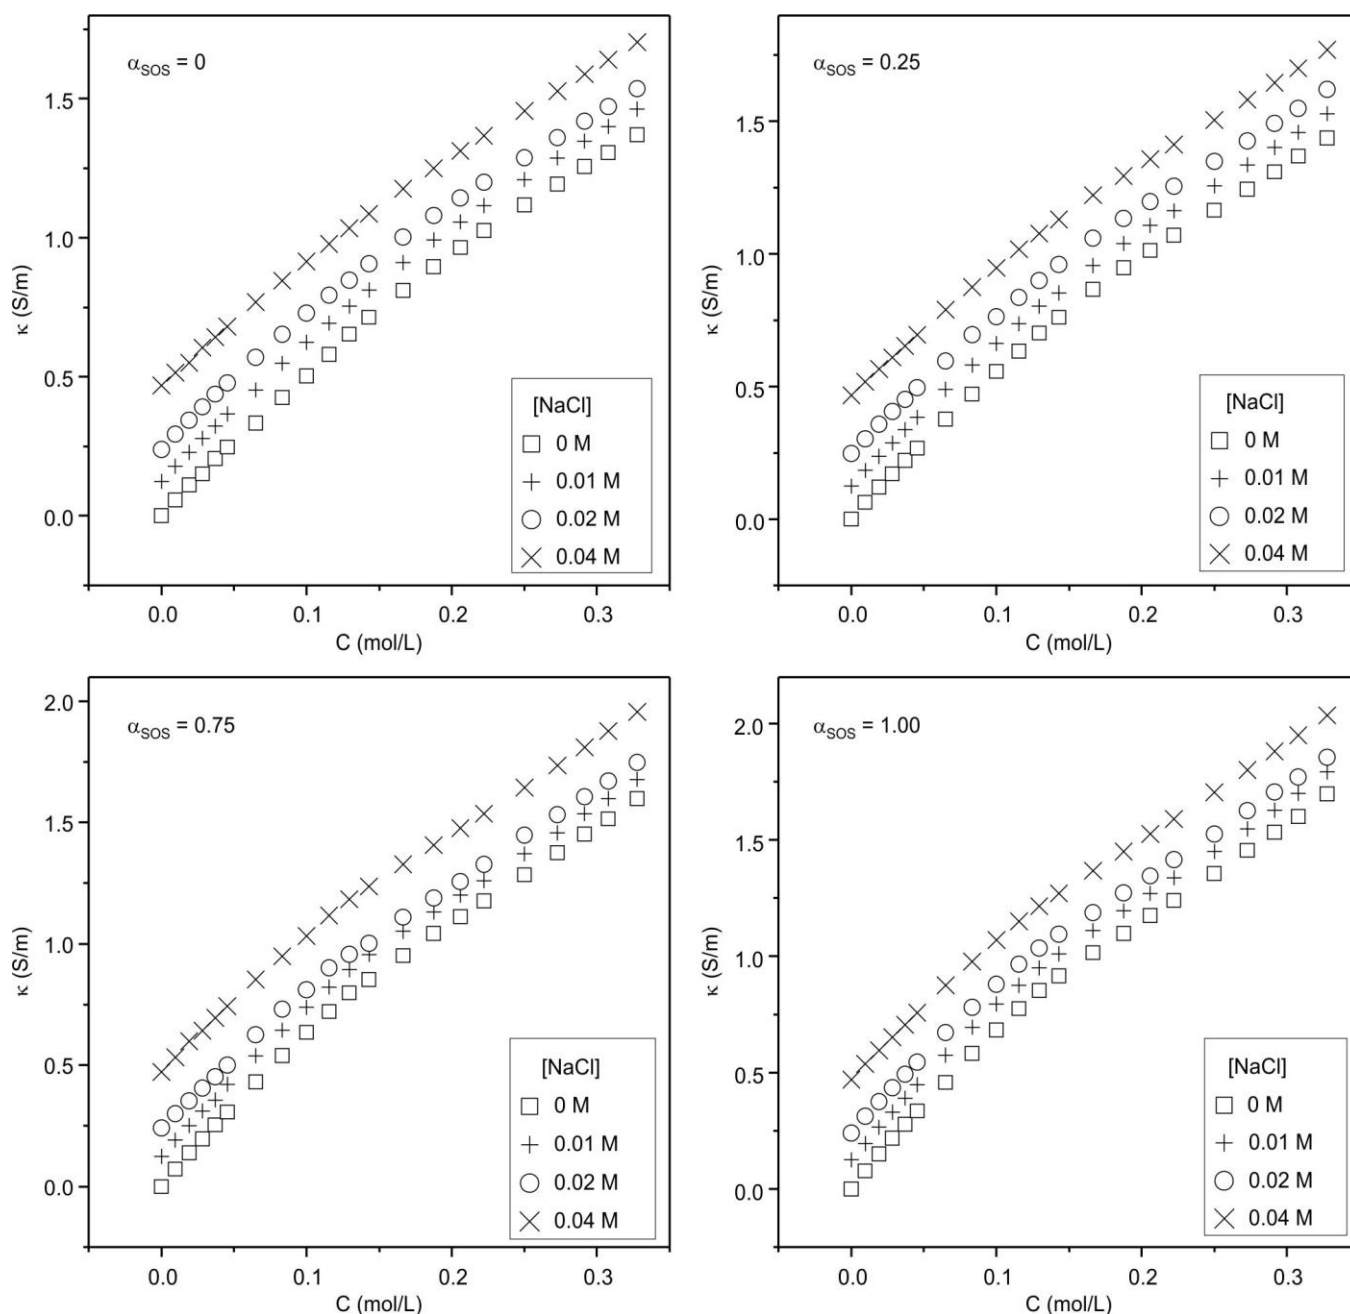 α_SOS = 0
1.5
1.0
0.5
0.0
κ (S/m)
[NaCl]
0 M
0.01 M
0.02 M
0.04 M
0.0 0.1 0.2 0.3
C (mol/L)
α_SOS = 0.25
1.5
1.0
0.5
0.0
κ (S/m)
[NaCl]
0 M
0.01 M
0.02 M
0.04 M
0.0 0.1 0.2 0.3
C (mol/L)
α_SOS = 0.75
2.0
1.5
1.0
0.5
0.0
κ (S/m)
[NaCl]
0 M
0.01 M
0.02 M
0.04 M
0.0 0.1 0.2 0.3
C (mol/L)
α_SOS = 1.00
2.0
1.5
1.0
0.5
0.0
κ (S/m)
[NaCl]
0 M
0.01 M
0.02 M
0.04 M
0.0 0.1 0.2 0.3
C (mol/L)